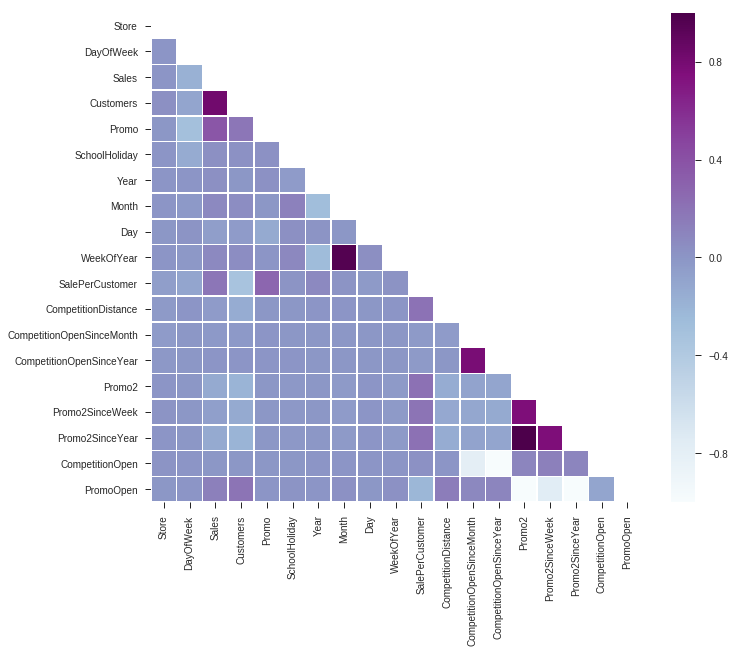 Store
DayOfWeek
Sales
Customers
Promo
SchoolHoliday
Year
Month
Day
WeekOfYear
SalePerCustomer
CompetitionDistance
CompetitionOpenSinceMonth
CompetitionOpenSinceYear
Promo2
Promo2SinceWeek
Promo2SinceYear
CompetitionOpen
PromoOpen
Store
DayOfWeek
Sales
Customers
Promo
SchoolHoliday
Year
Month
Day
WeekOfYear
SalePerCustomer
CompetitionDistance
CompetitionOpenSinceMonth
CompetitionOpenSinceYear
Promo2
Promo2SinceWeek
Promo2SinceYear
CompetitionOpen
PromoOpen
0.8
0.4
0.0
−0.4
−0.8